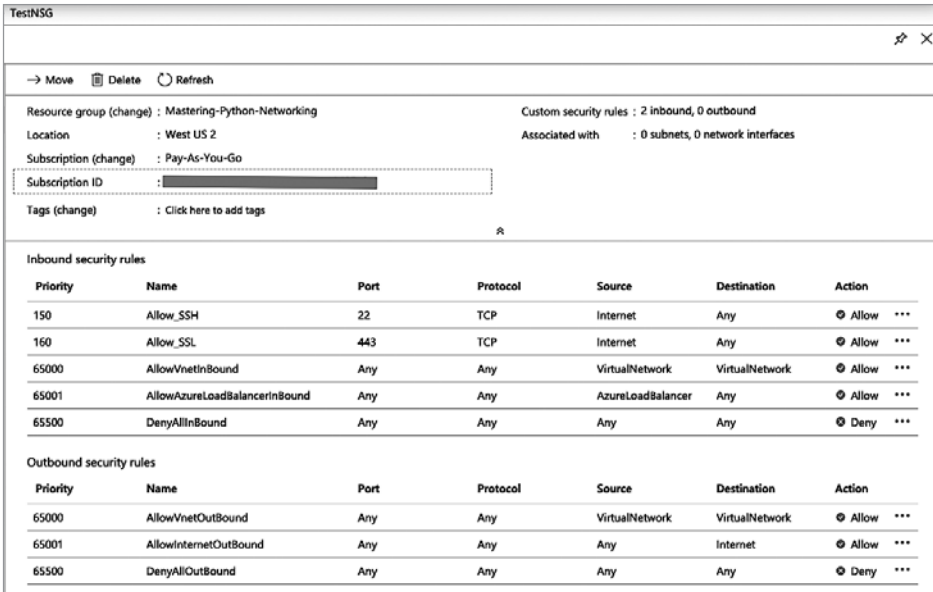 TestNSG
Move Delete Refresh
Resource group (change) : Mastering-Python-Networking Custom security rules : 2 inbound, 0 outbound
Location : West US 2 Associated with : 0 subnets, 0 network interfaces
Subscription (change) : Pay-As-You-Go
Subscription ID :
Tags (change) : Click here to add tags
Inbound security rules
Priority Name Port Protocol Source Destination Action
150 Allow_SSH 22 TCP Internet Any Allow ...
160 Allow_SSL 443 TCP Internet Any Allow ...
65000 AllowVnetInBound Any Any VirtualNetwork VirtualNetwork Allow ...
65001 AllowAzureLoadBalancerInBound Any Any AzureLoadBalancer Any Allow ...
65500 DenyAllInBound Any Any Any Any Deny ...
Outbound security rules
Priority Name Port Protocol Source Destination Action
65000 AllowVnetOutBound Any Any VirtualNetwork VirtualNetwork Allow ...
65001 AllowInternetOutBound Any Any Any Internet Allow ...
65500 DenyAllOutBound Any Any Any Any Deny ...